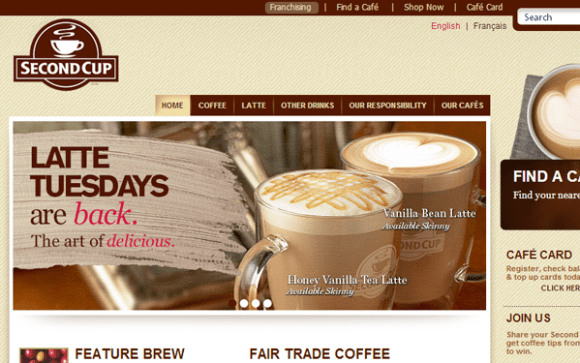 Franchising | Find a Café | Shop Now | Café Card
Search
English | Français
SECOND CUP
HOME COFFEE LATTE OTHER DRINKS OUR RESPONSIBILITY OUR CAFÉS
LATTE
TUESDAYS
are back.
The art of delicious.
Vanilla Bean Latte
Available Skinny
SECOND CUP
Honey Vanilla Tea Latte
Available Skinny
FIND A CA
Find your neare
CAFÉ CARD
Register, check bala
& top up cards today
CLICK HER
JOIN US
Share your Second
get coffee tips from
to win.
FEATURE BREW
FAIR TRADE COFFEE